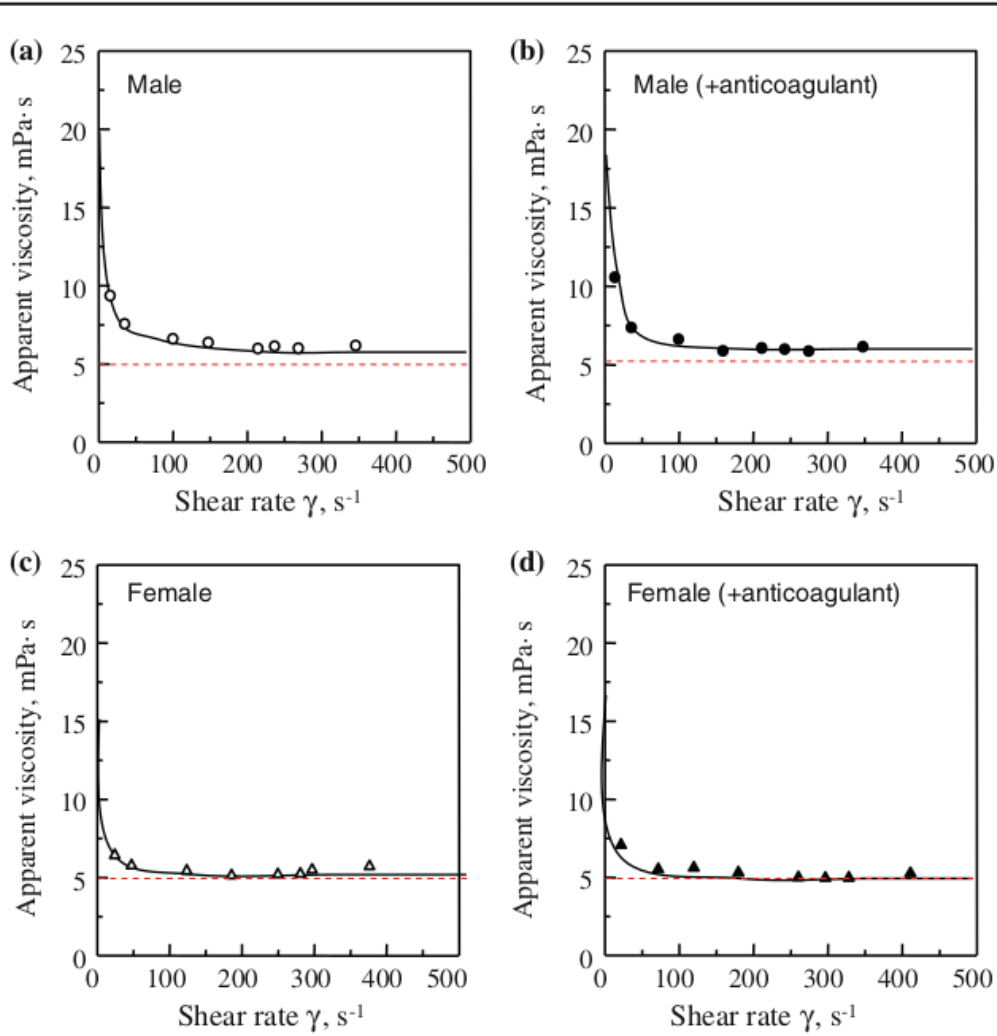 (a)
Male
Apparent viscosity, mPa· s
25
20
15
10
5
0
0 100 200 300 400 500
Shear rate γ, s-1
(b)
Male (+anticoagulant)
Apparent viscosity, mPa· s
25
20
15
10
5
0
0 100 200 300 400 500
Shear rate γ, s-1
(c)
Female
Apparent viscosity, mPa· s
25
20
15
10
5
0
0 100 200 300 400 500
Shear rate γ, s-1
(d)
Female (+anticoagulant)
Apparent viscosity, mPa· s
25
20
15
10
5
0
0 100 200 300 400 500
Shear rate γ, s-1